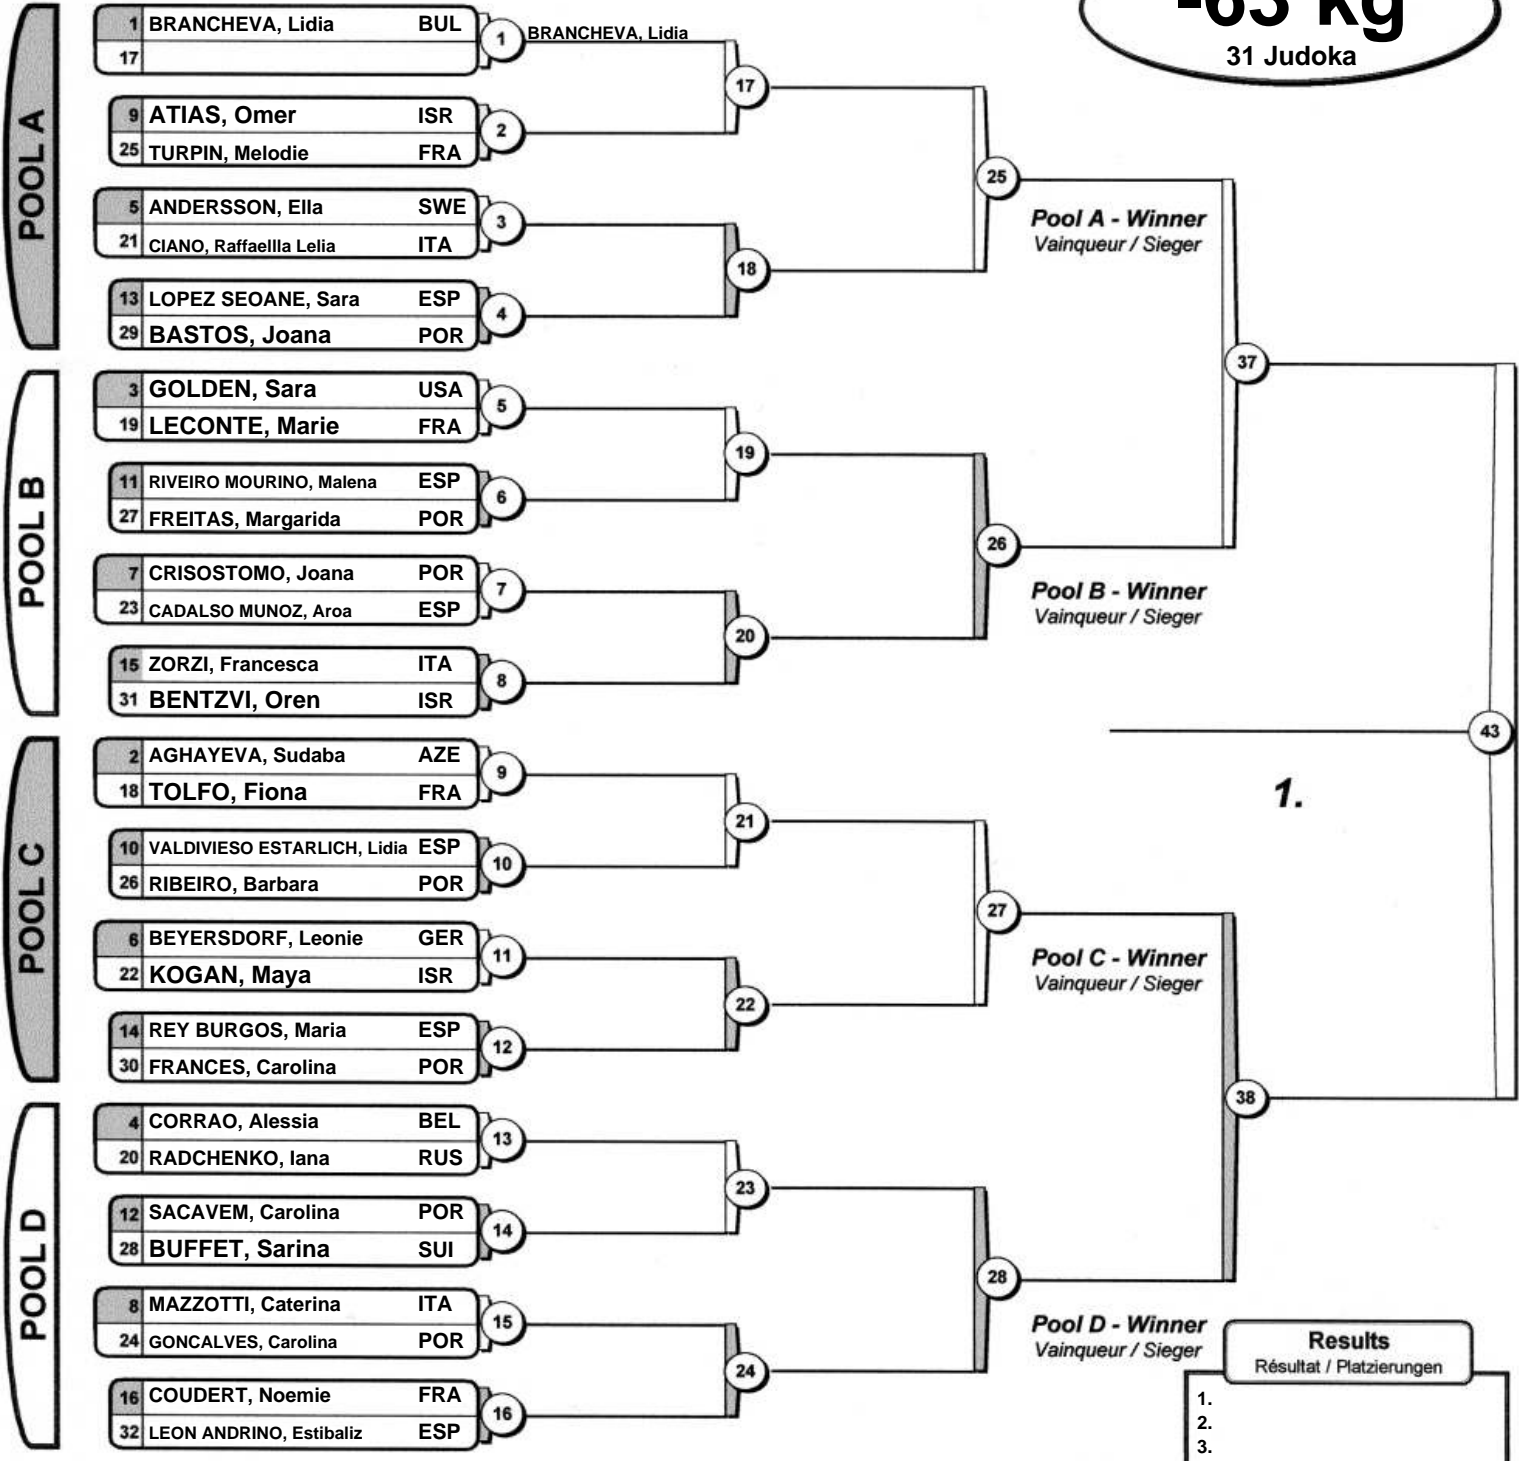 -63 kg
31 Judoka
POOL A
1 BRANCHEVA, Lidia BUL
17
1 BRANCHEVA, Lidia
9 ATIAS, Omer ISR
25 TURPIN, Melodie FRA
2
17
5 ANDERSSON, Ella SWE
21 CIANO, Raffaellla Lelia ITA
3
13 LOPEZ SEOANE, Sara ESP
29 BASTOS, Joana POR
4
18
25
Pool A - Winner
Vainqueur / Sieger
POOL B
3 GOLDEN, Sara USA
19 LECONTE, Marie FRA
5
11 RIVEIRO MOURINO, Malena ESP
27 FREITAS, Margarida POR
6
19
7 CRISOSTOMO, Joana POR
23 CADALSO MUNOZ, Aroa ESP
7
15 ZORZI, Francesca ITA
31 BENTZVI, Oren ISR
8
20
26
Pool B - Winner
Vainqueur / Sieger
37
43
1.
POOL C
2 AGHAYEVA, Sudaba AZE
18 TOLFO, Fiona FRA
9
10 VALDIVIESO ESTARLICH, Lidia ESP
26 RIBEIRO, Barbara POR
10
21
6 BEYERSDORF, Leonie GER
22 KOGAN, Maya ISR
11
14 REY BURGOS, Maria ESP
30 FRANCES, Carolina POR
12
22
27
Pool C - Winner
Vainqueur / Sieger
POOL D
4 CORRAO, Alessia BEL
20 RADCHENKO, Iana RUS
13
12 SACAVEM, Carolina POR
28 BUFFET, Sarina SUI
14
23
8 MAZZOTTI, Caterina ITA
24 GONCALVES, Carolina POR
15
16 COUDERT, Noemie FRA
32 LEON ANDRINO, Estibaliz ESP
16
24
28
Pool D - Winner
Vainqueur / Sieger
38
Results
Résultat / Platzierungen
1.
2.
3.